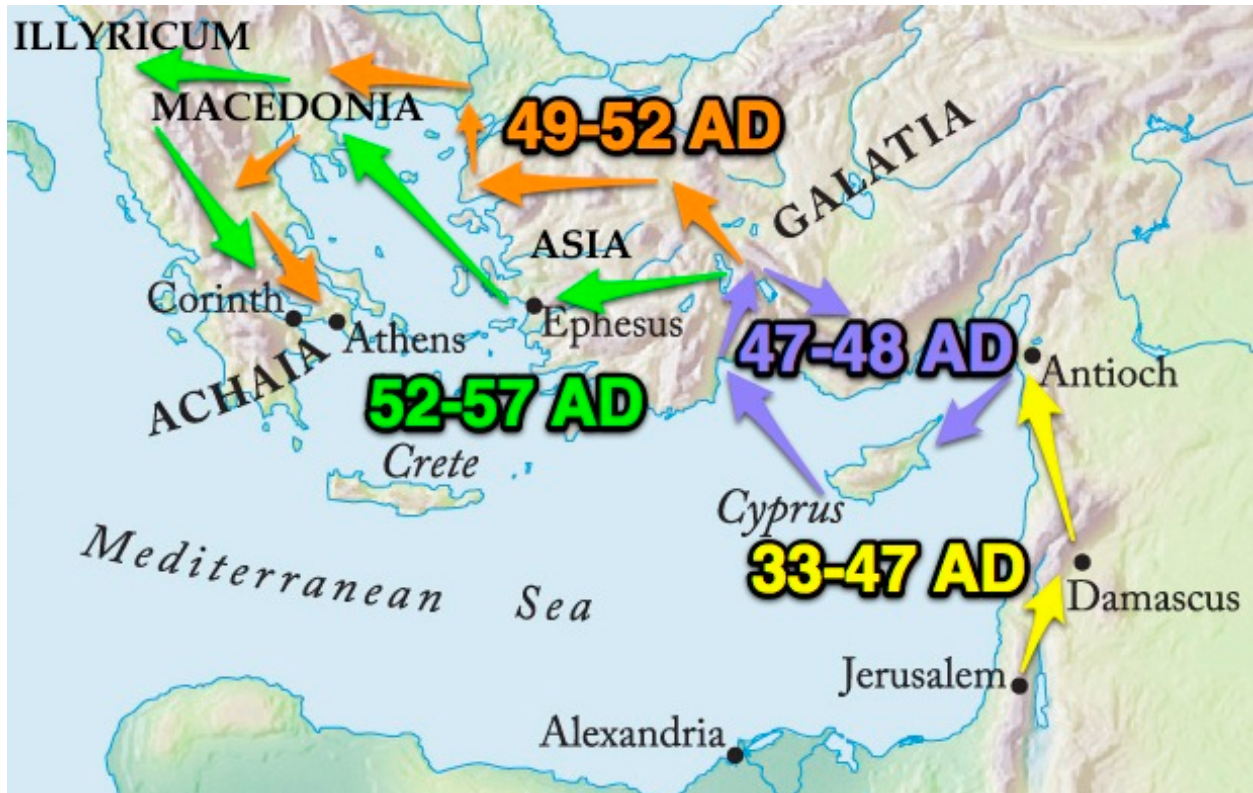 ILLYRICUM
MACEDONIA
49-52 AD
GALATIA
ASIA
Corinth
Athens
Ephesus
47-48 AD
Antioch
ACHAIA
52-57 AD
Crete
Cyprus
Mediterranean Sea
33-47 AD
Damascus
Jerusalem
Alexandria